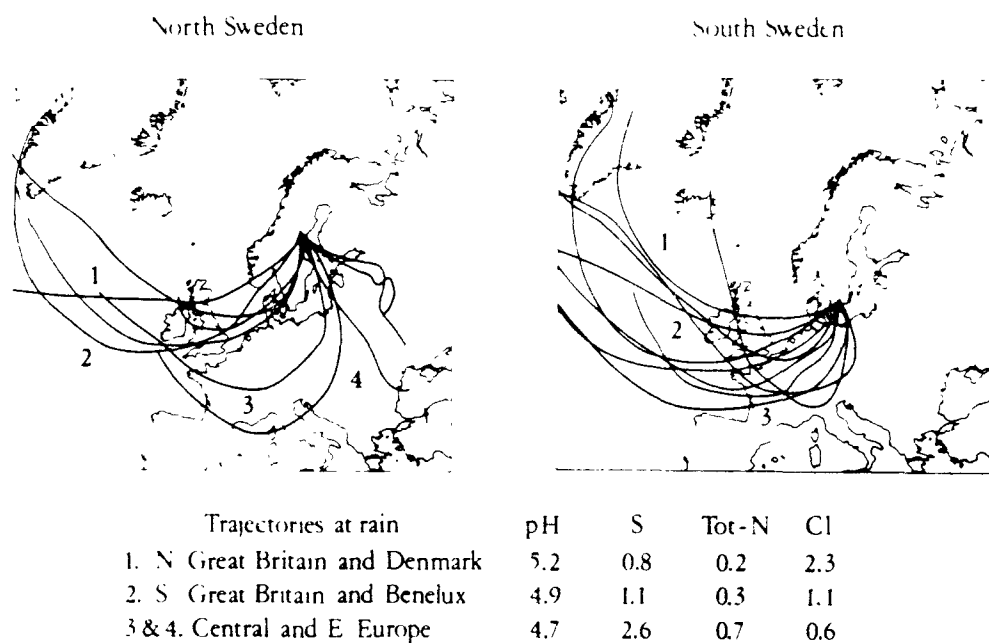 North Sweden
South Sweden
1
2
3
4
1
2
3
Trajectories at rain pH S Tot-N Cl
1. N Great Britain and Denmark 5.2 0.8 0.2 2.3
2. S Great Britain and Benelux 4.9 1.1 0.3 1.1
3 & 4. Central and E Europe 4.7 2.6 0.7 0.6